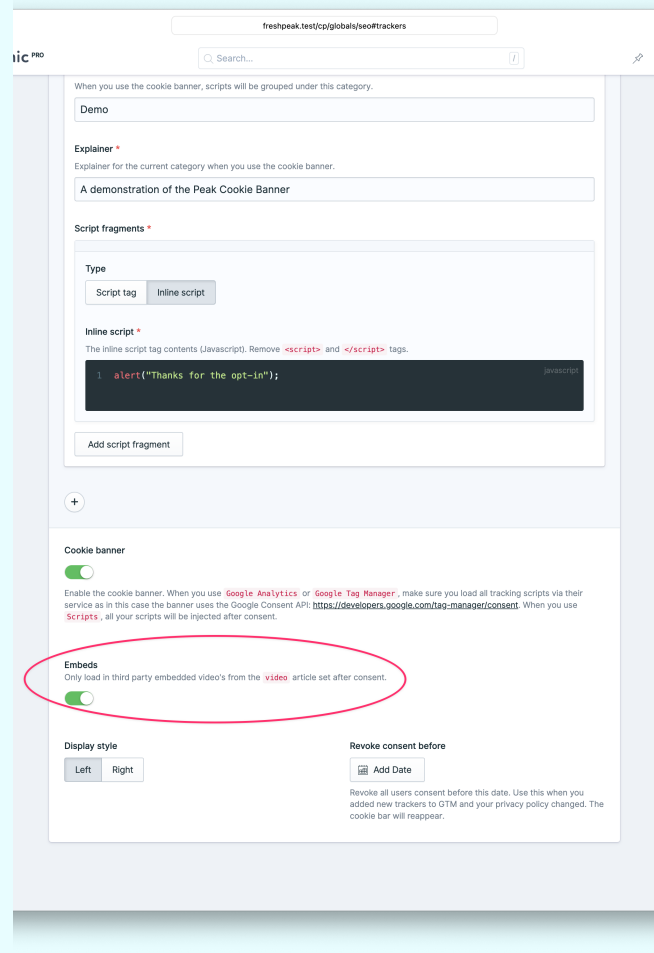 freshpeak.test/cp/globals/seo#trackers
nic PRO
Search...
/
When you use the cookie banner, scripts will be grouped under this category.
Demo
Explainer *
Explainer for the current category when you use the cookie banner.
A demonstration of the Peak Cookie Banner
Script fragments *
Type
Script tag
Inline script
Inline script *
The inline script tag contents (Javascript). Remove <script> and </script> tags.
javascript
1 alert("Thanks for the opt-in");
Add script fragment
+
Cookie banner
Enable the cookie banner. When you use Google Analytics or Google Tag Manager, make sure you load all tracking scripts via their
service as in this case the banner uses the Google Consent API: https://developers.google.com/tag-manager/consent. When you use
Scripts, all your scripts will be injected after consent.
Embeds
Only load in third party embedded video's from the video article set after consent.
Display style
Left
Right
Revoke consent before
Add Date
Revoke all users consent before this date. Use this when you
added new trackers to GTM and your privacy policy changed. The
cookie bar will reappear.